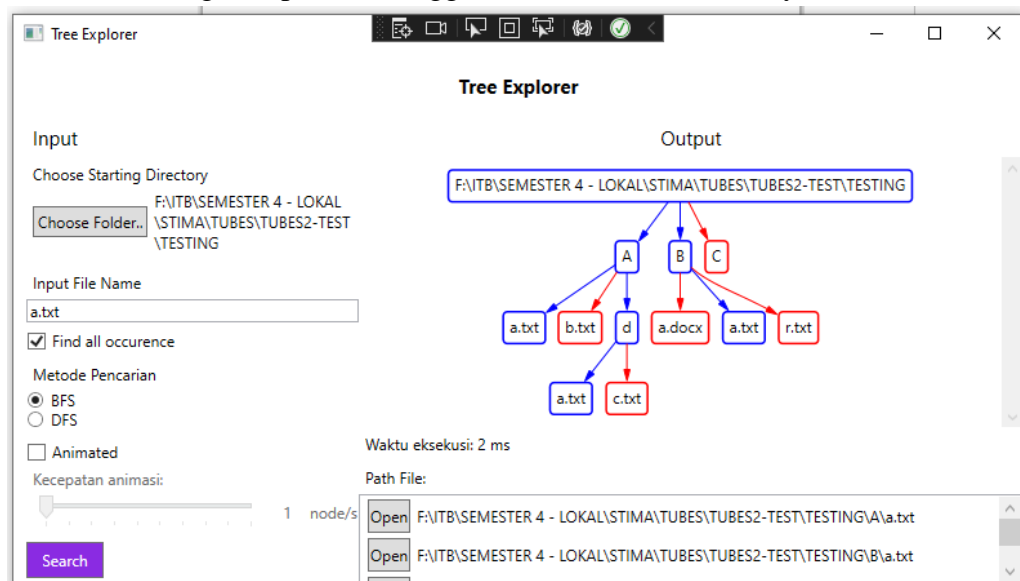 Tree Explorer
Tree Explorer
Input
Choose Starting Directory
Choose Folder..
F:\ITB\SEMESTER 4 - LOKAL
\STIMA\TUBES\TUBES2-TEST
\TESTING
Input File Name
a.txt
Find all occurence
Metode Pencarian
BFS
DFS
Animated
Kecepatan animasi:
1 node/s
Search
Output
F:\ITB\SEMESTER 4 - LOKAL\STIMA\TUBES\TUBES2-TEST\TESTING
A B C
a.txt b.txt d a.docx a.txt r.txt
a.txt c.txt
Waktu eksekusi: 2 ms
Path File:
Open F:\ITB\SEMESTER 4 - LOKAL\STIMA\TUBES\TUBES2-TEST\TESTING\A\a.txt
Open F:\ITB\SEMESTER 4 - LOKAL\STIMA\TUBES\TUBES2-TEST\TESTING\B\a.txt